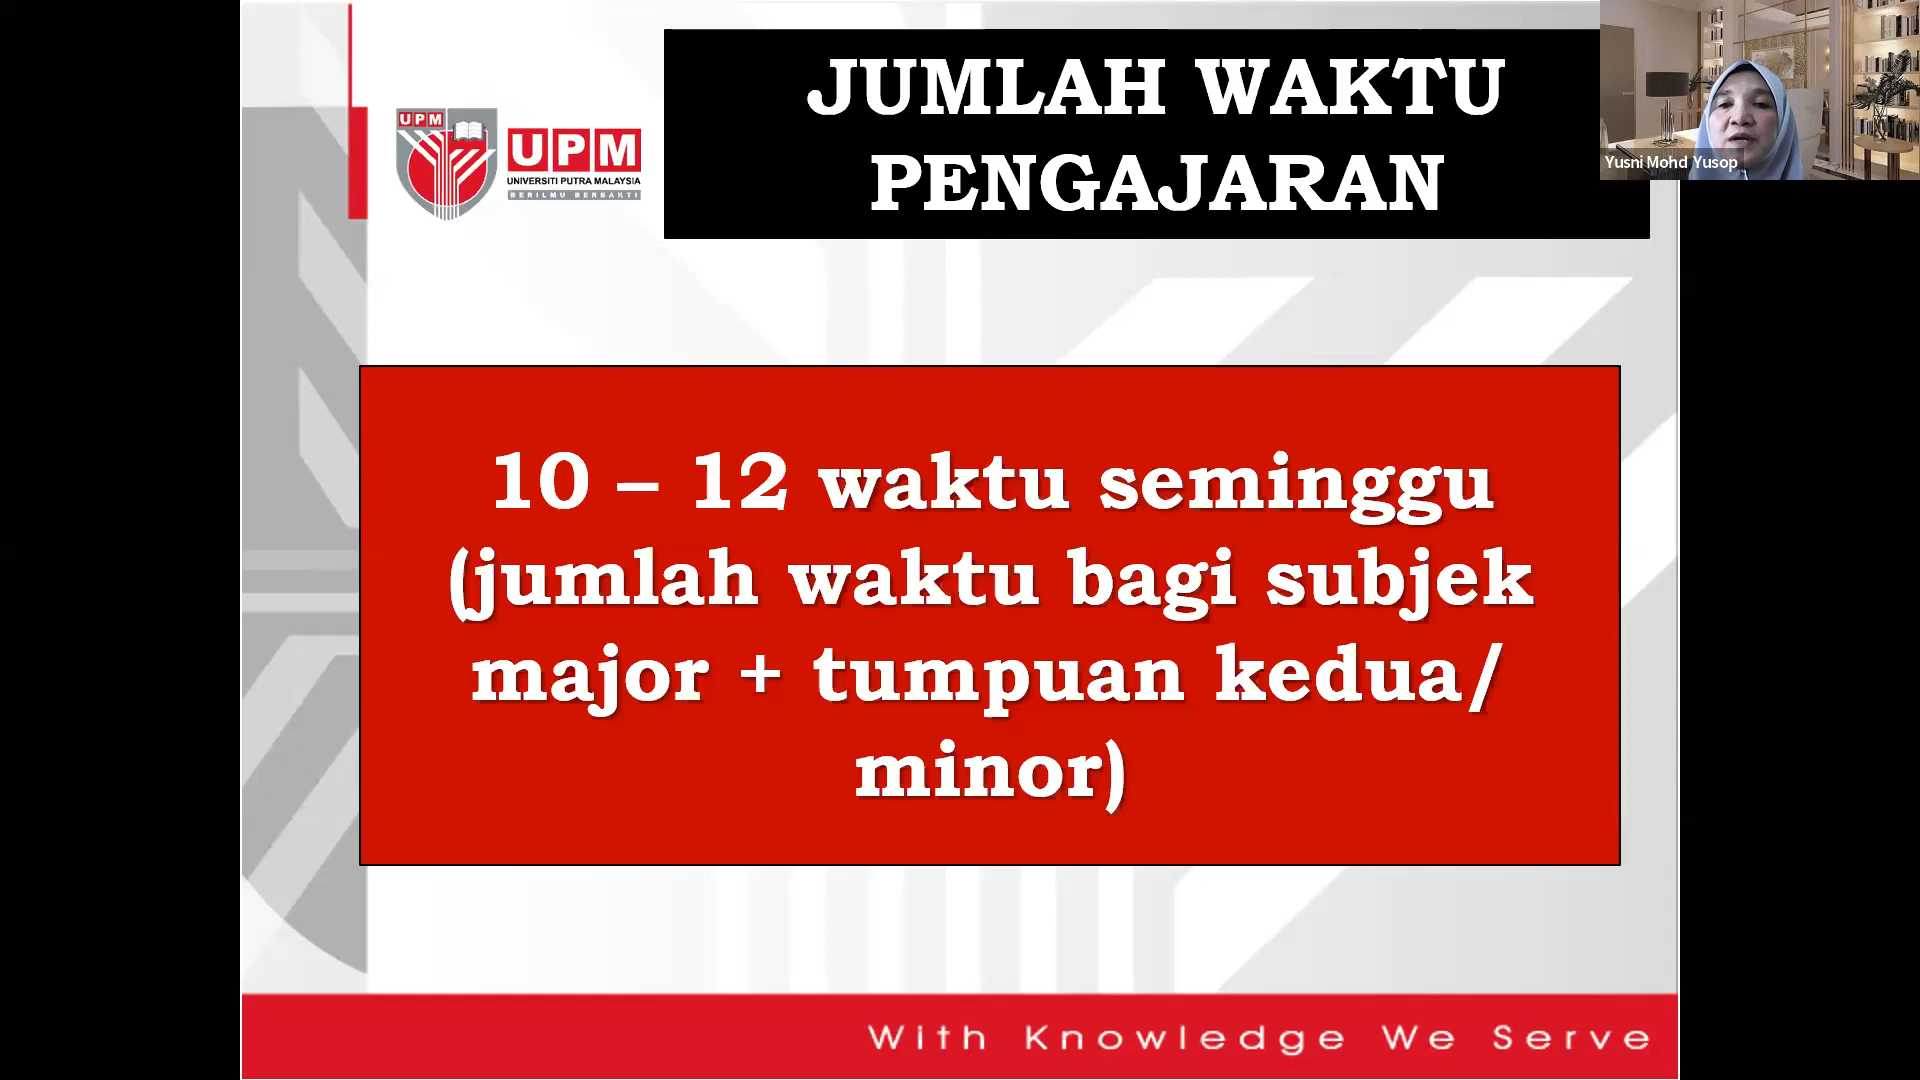 JUMLAH WAKTU
PENGAJARAN
Yusni Mohd Yusop
UPM
UPM
UNIVERSITI PUTRA MALAYSIA
BERILMU BERBAKTI
10 – 12 waktu seminggu
(jumlah waktu bagi subjek
major + tumpuan kedua/
minor)
With Knowledge We Serve